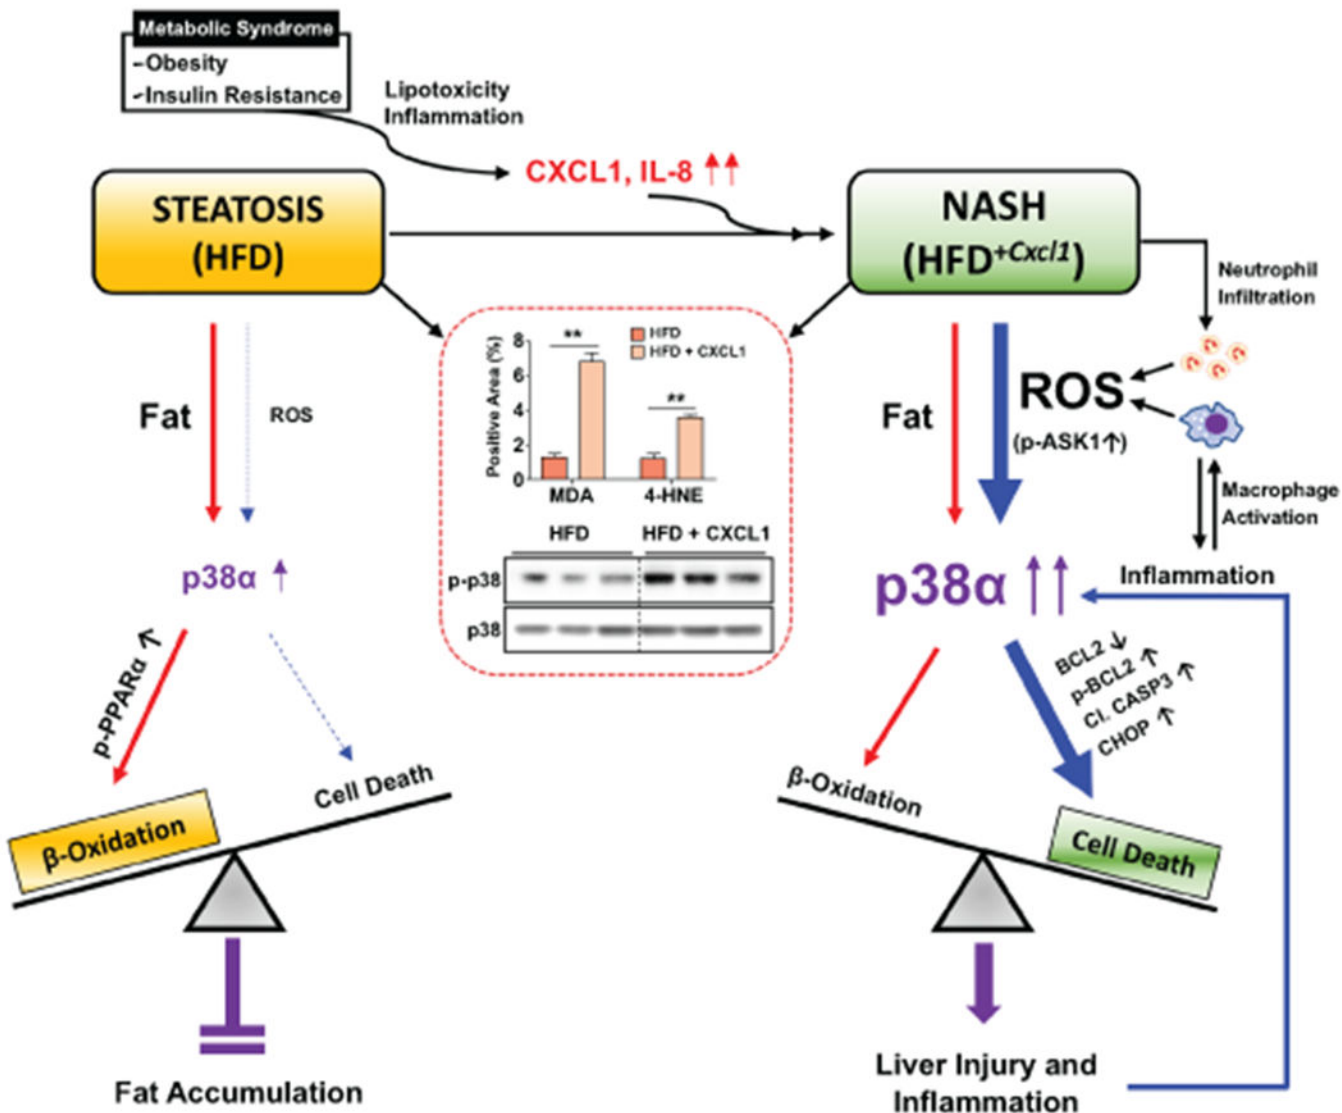 Metabolic Syndrome
-Obesity
-Insulin Resistance
Lipotoxicity
Inflammation
CXCL1, IL-8 ↑↑
STEATOSIS
(HFD)
NASH
(HFD+Cxcl1)
Neutrophil
Infiltration
Fat
ROS
Positive Area (%)
8
6
4
2
0
**
**
HFD
HFD + CXCL1
MDA
4-HNE
HFD
HFD + CXCL1
p-p38
p38
Fat
ROS
(p-ASK1↑)
Macrophage
Activation
Inflammation
p38α ↑
p38α ↑↑
p-PPARα ↑
BCL2 ↓
p-BCL2 ↑
Cl. CASP3 ↑
CHOP ↑
β-Oxidation
Cell Death
β-Oxidation
Cell Death
Fat Accumulation
Liver Injury and
Inflammation